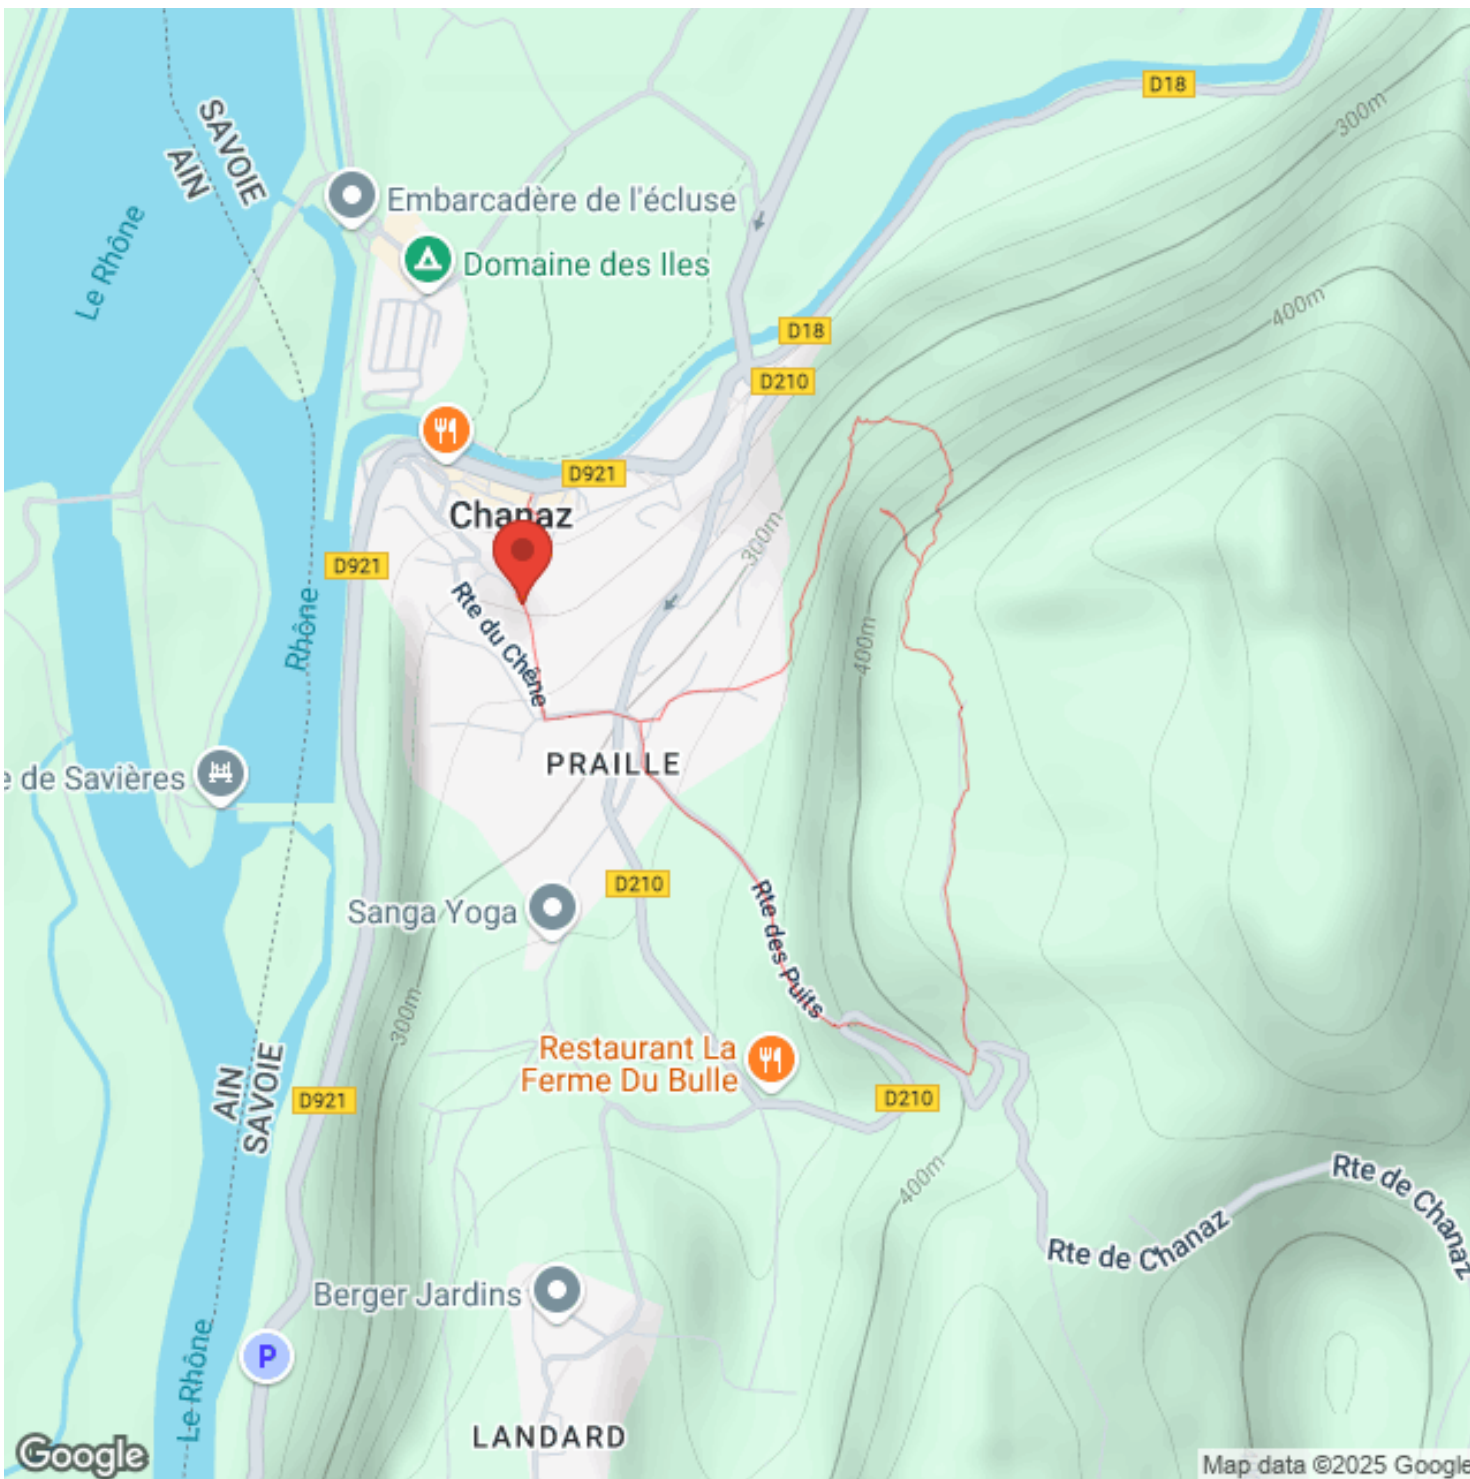 D18
300m
SAVOIE
AIN
Embarcadère de l'écluse
Le Rhône
Domaine des Iles
400m
D18
D210
D921
Chanaz
300m
D921
Rte du Chêne
Rhône
400m
PRAILLE
e de Savières
D210
Rte des Puits
Sanga Yoga
300m
Restaurant La
Ferme Du Bulle
AIN
SAVOIE
D921
D210
400m
Rte de Chanaz
Rte de Chanaz
Berger Jardins
P
Le Rhône
LANDARD
Google
Map data ©2025 Google